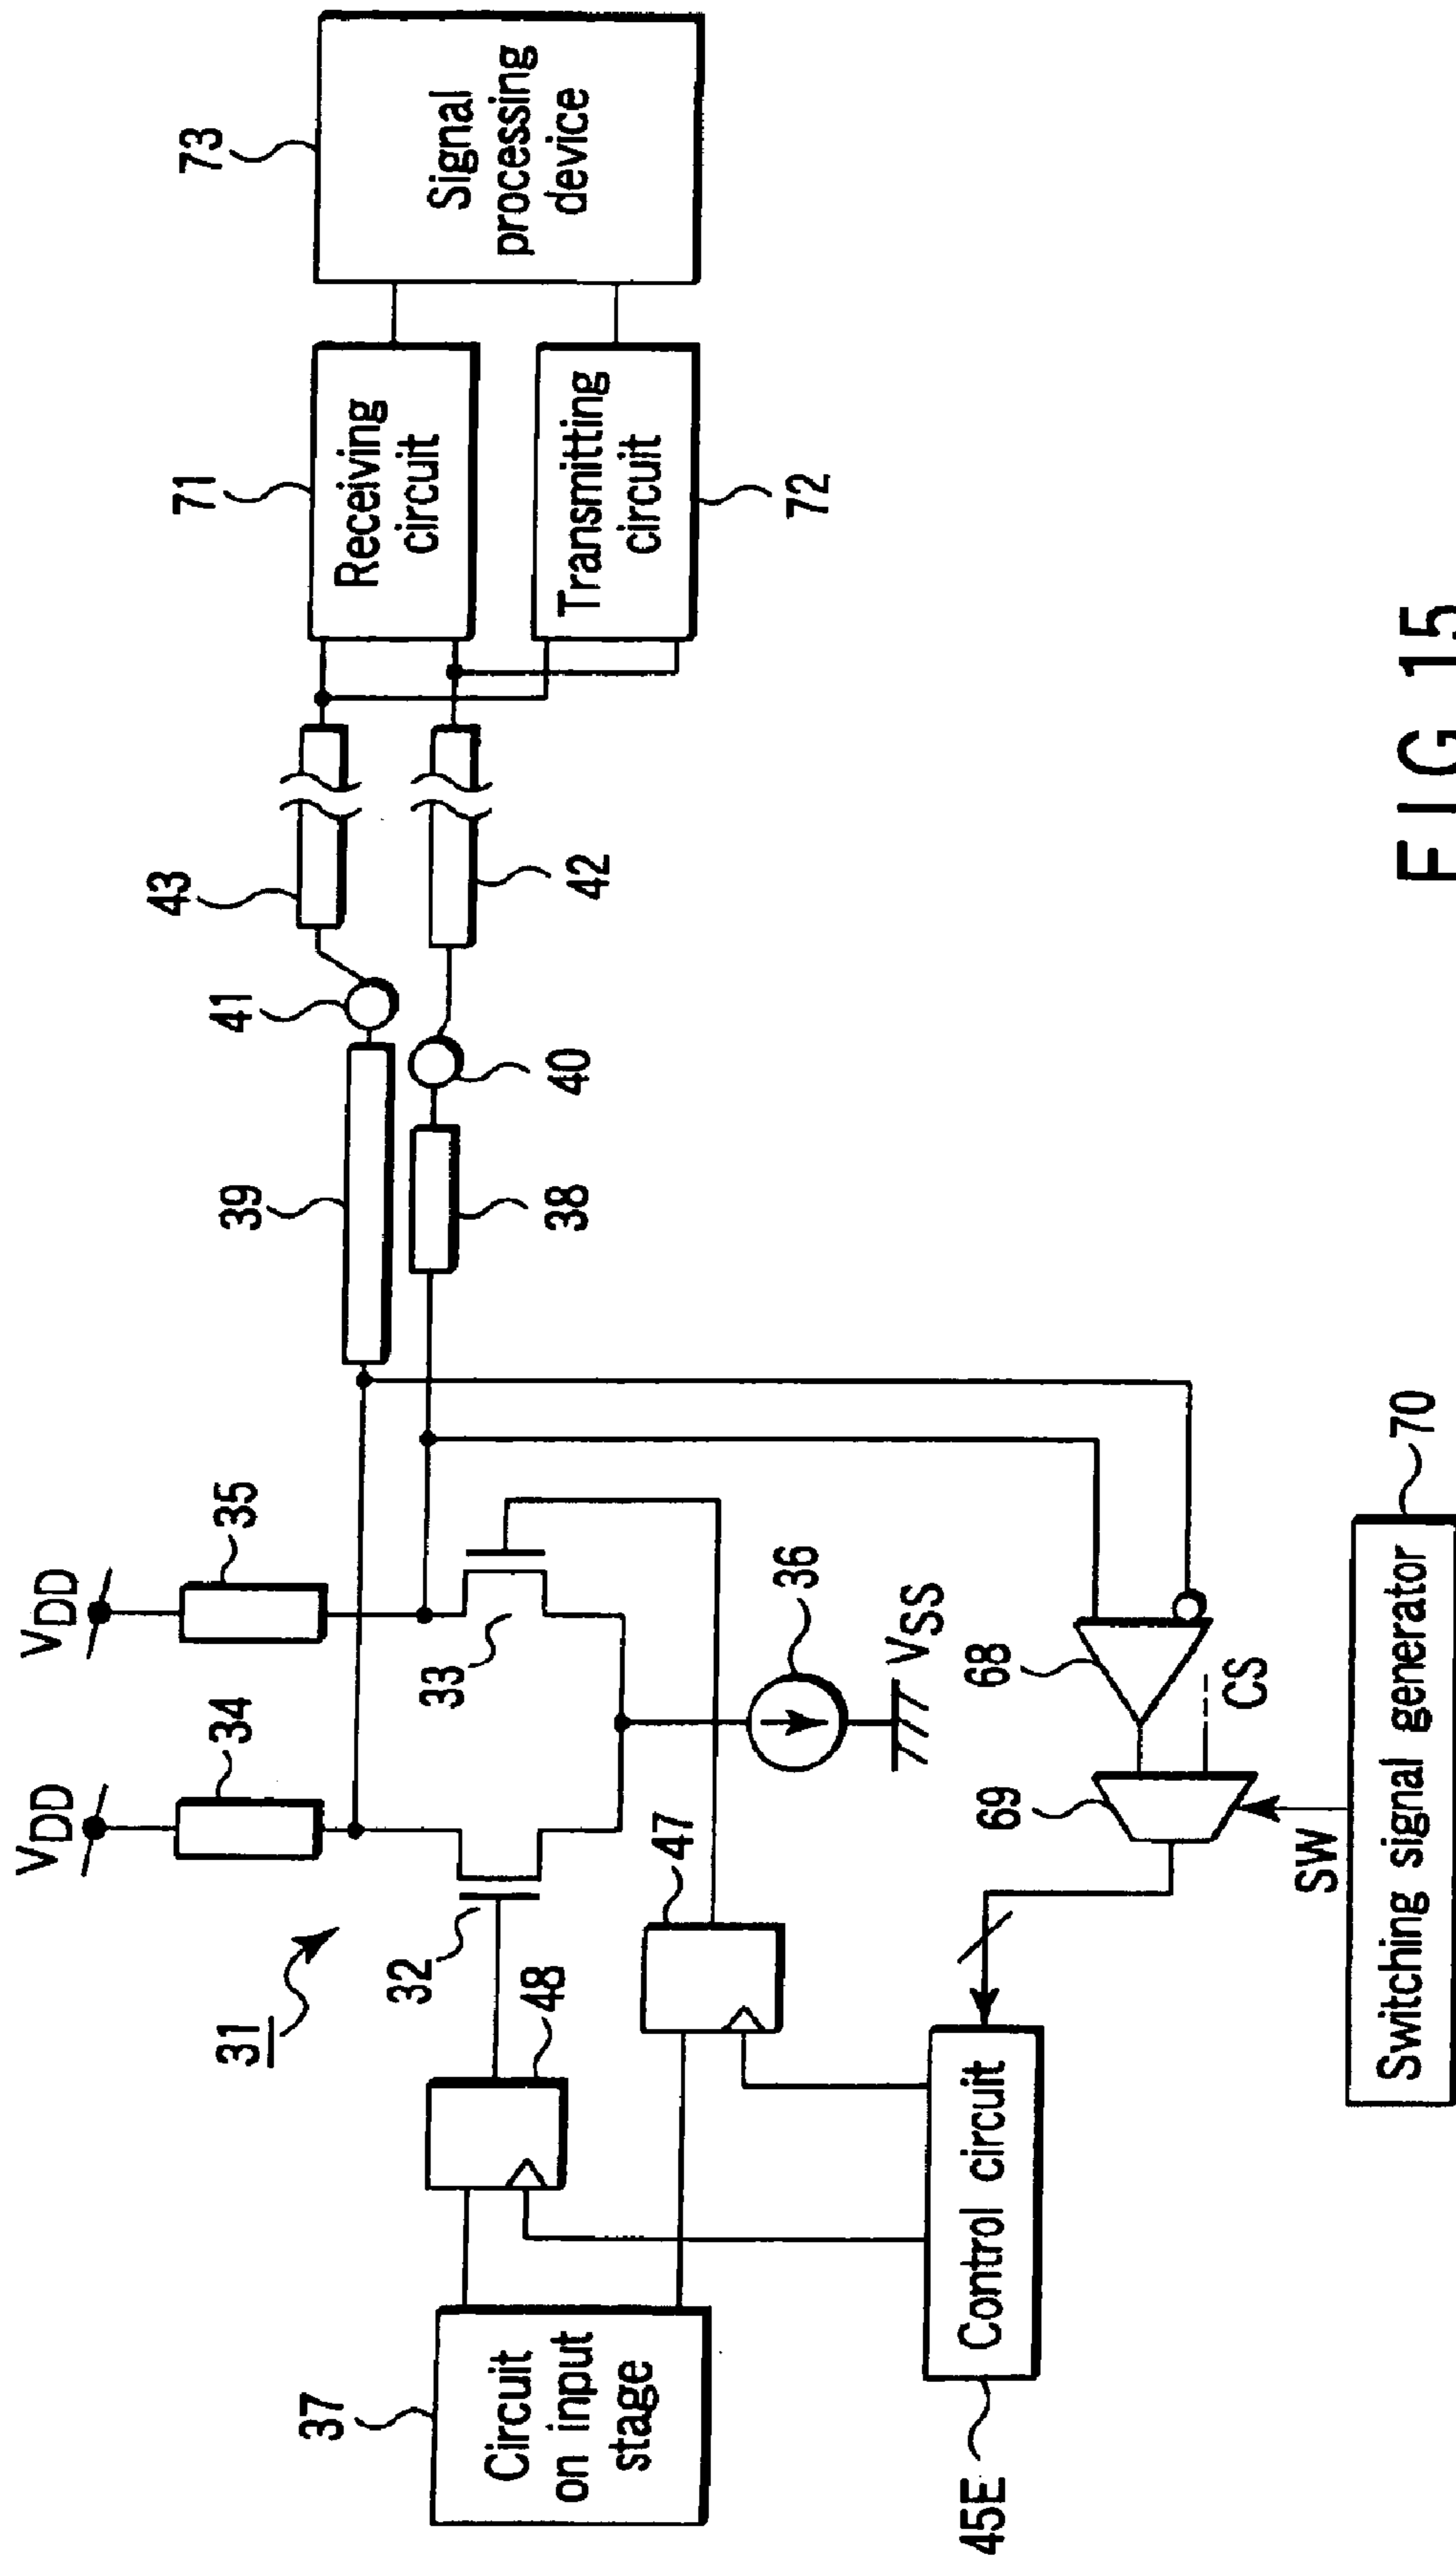 VDD
VDD
34
35
31
32
33
36
VSS
37
Circuit
on input
stage
48
47
39
38
41
40
43
42
71
Receiving
circuit
Transmitting
circuit
72
73
Signal
processing
device
45E
Control circuit
69
68
CS
SW
Switching signal generator
70
FIG 15